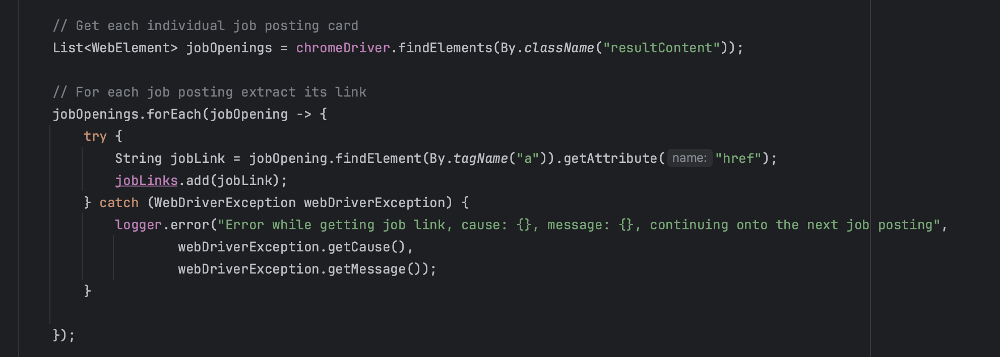 // Get each individual job posting card
List<WebElement> jobOpenings = chromeDriver.findElements(By.className("resultContent"));
// For each job posting extract its link
jobOpenings.forEach(jobOpening -> {
try {
String jobLink = jobOpening.findElement(By.tagName("a")).getAttribute( name: "href");
jobLinks.add(jobLink);
} catch (WebDriverException webDriverException) {
logger.error("Error while getting job link, cause: {}, message: {}, continuing onto the next job posting",
webDriverException.getCause(),
webDriverException.getMessage());
}
});